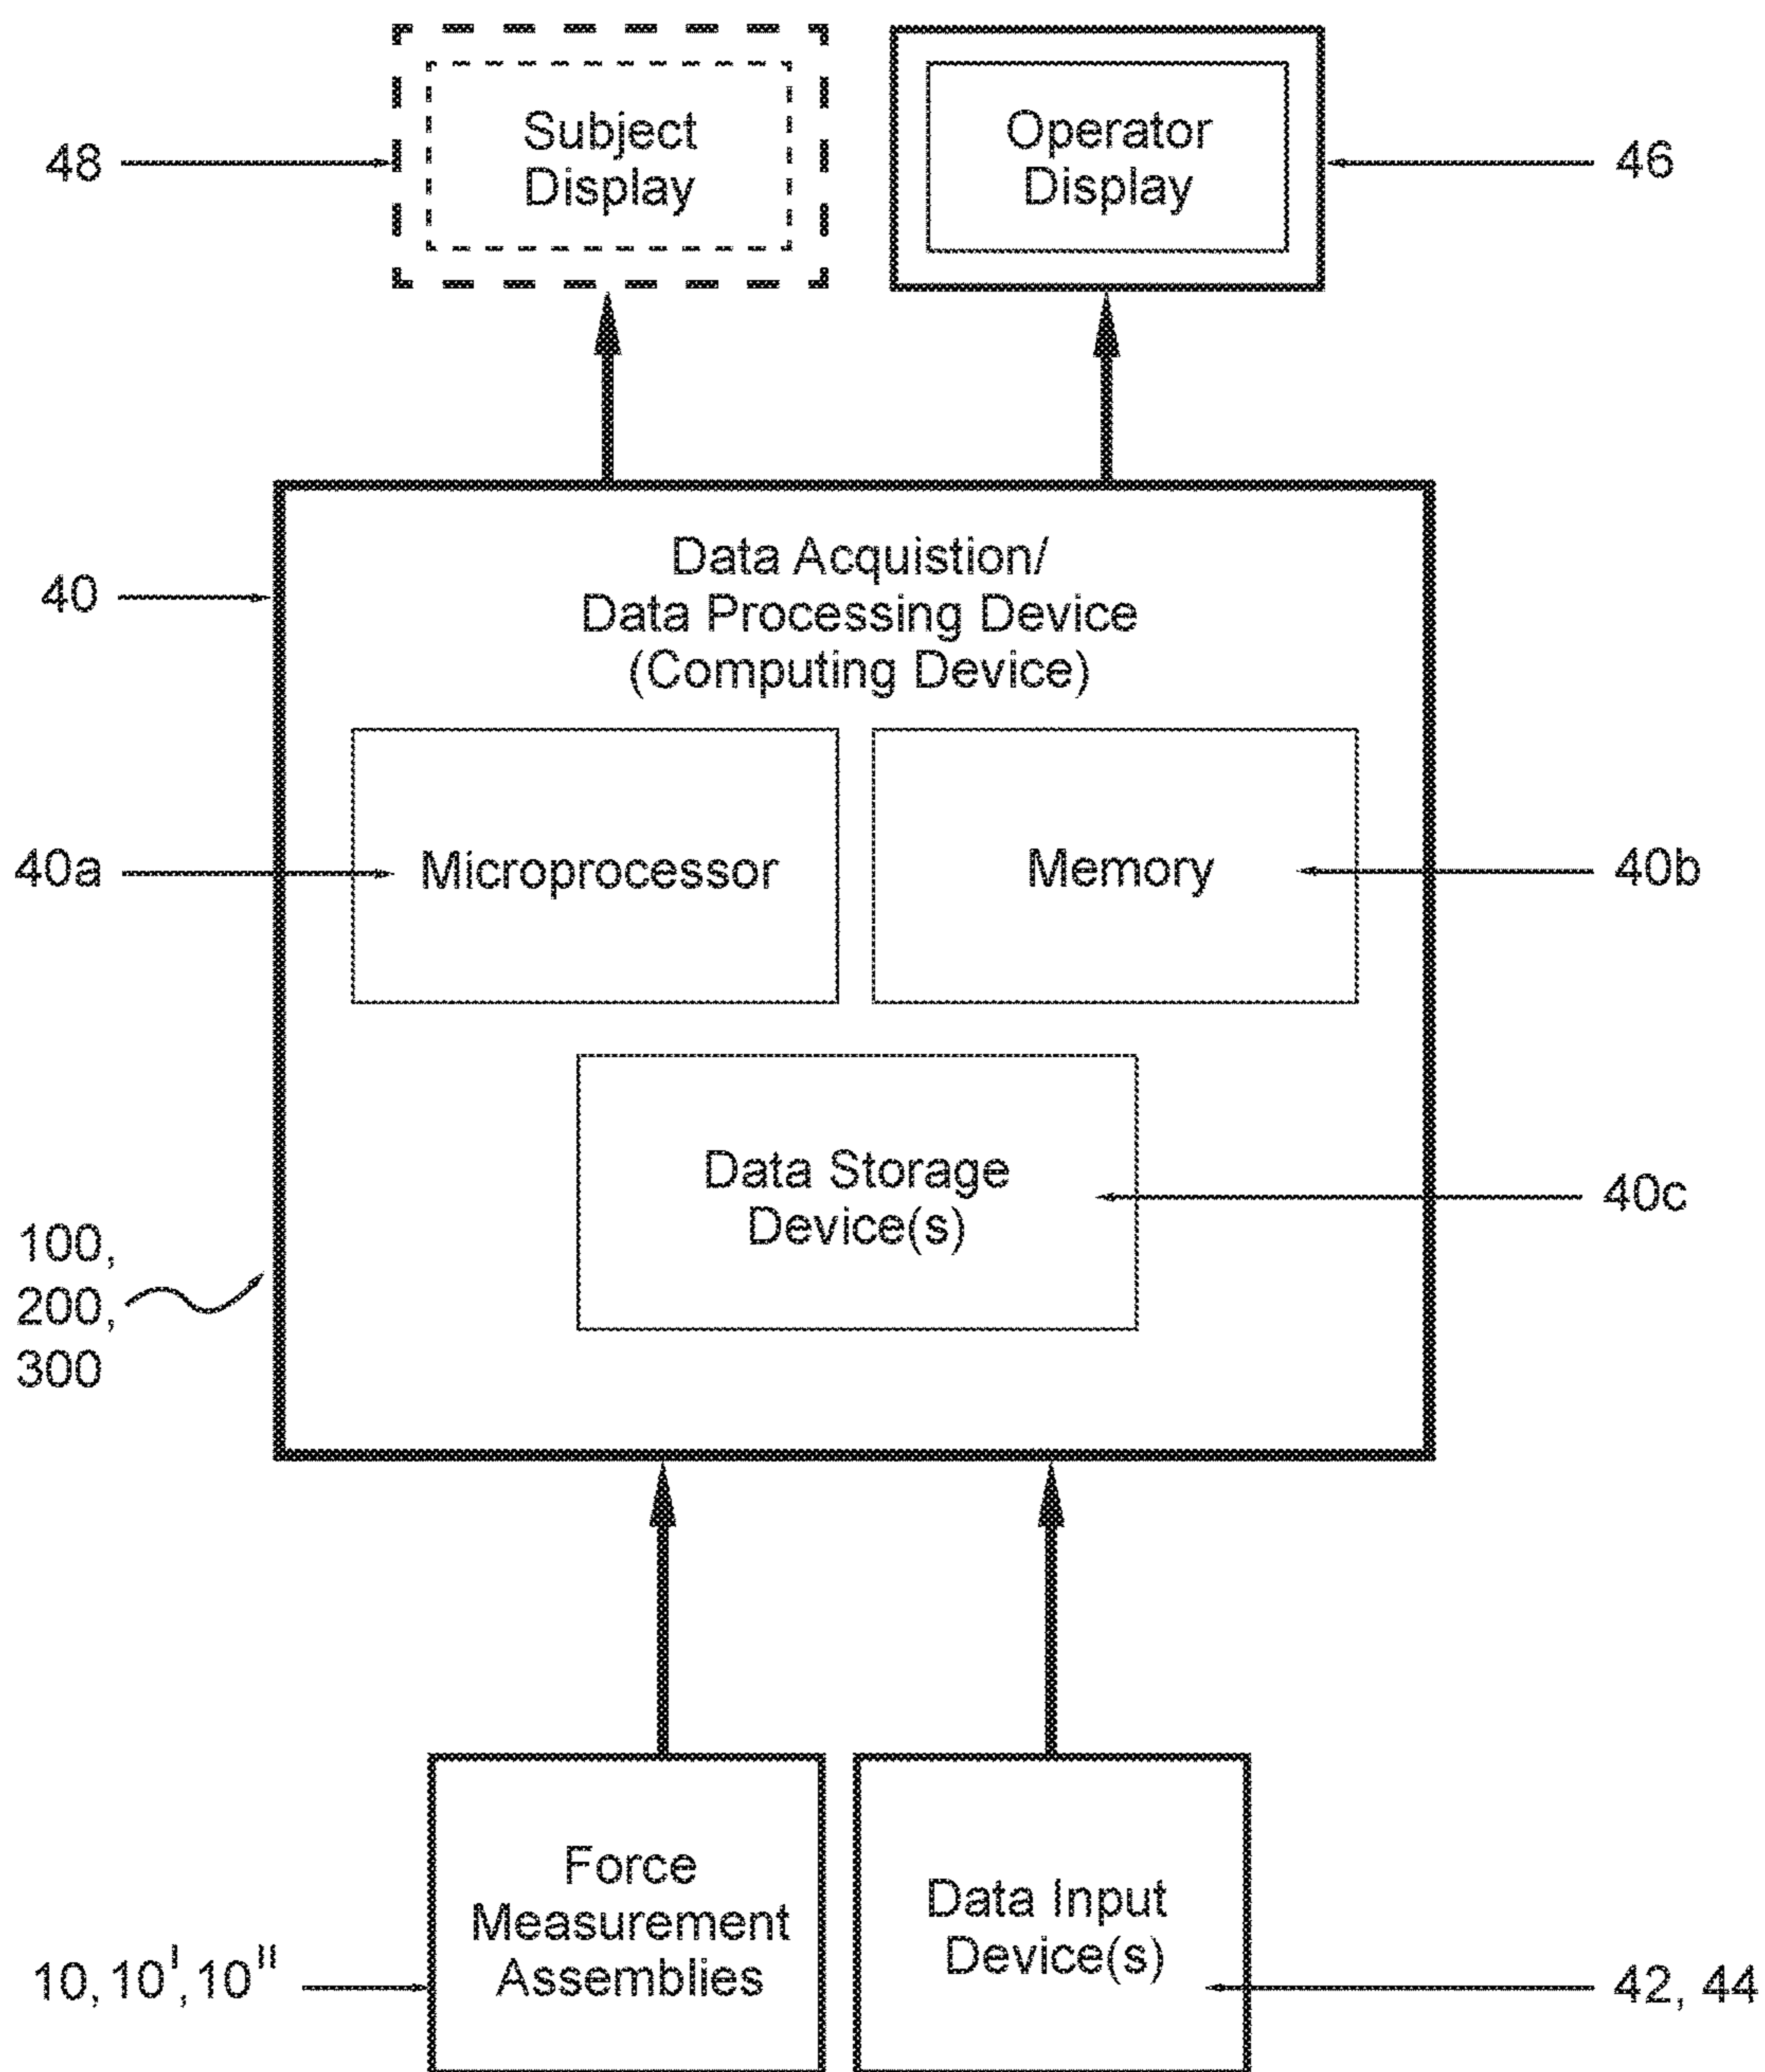 48
Subject
Display
Operator
Display
46
40
Data Acquistion/
Data Processing Device
(Computing Device)
40a
Microprocessor
Memory
40b
Data Storage
Device(s)
40c
100,
200,
300
Force
Measurement
Assemblies
Data Input
Device(s)
10, 10', 10''
42, 44